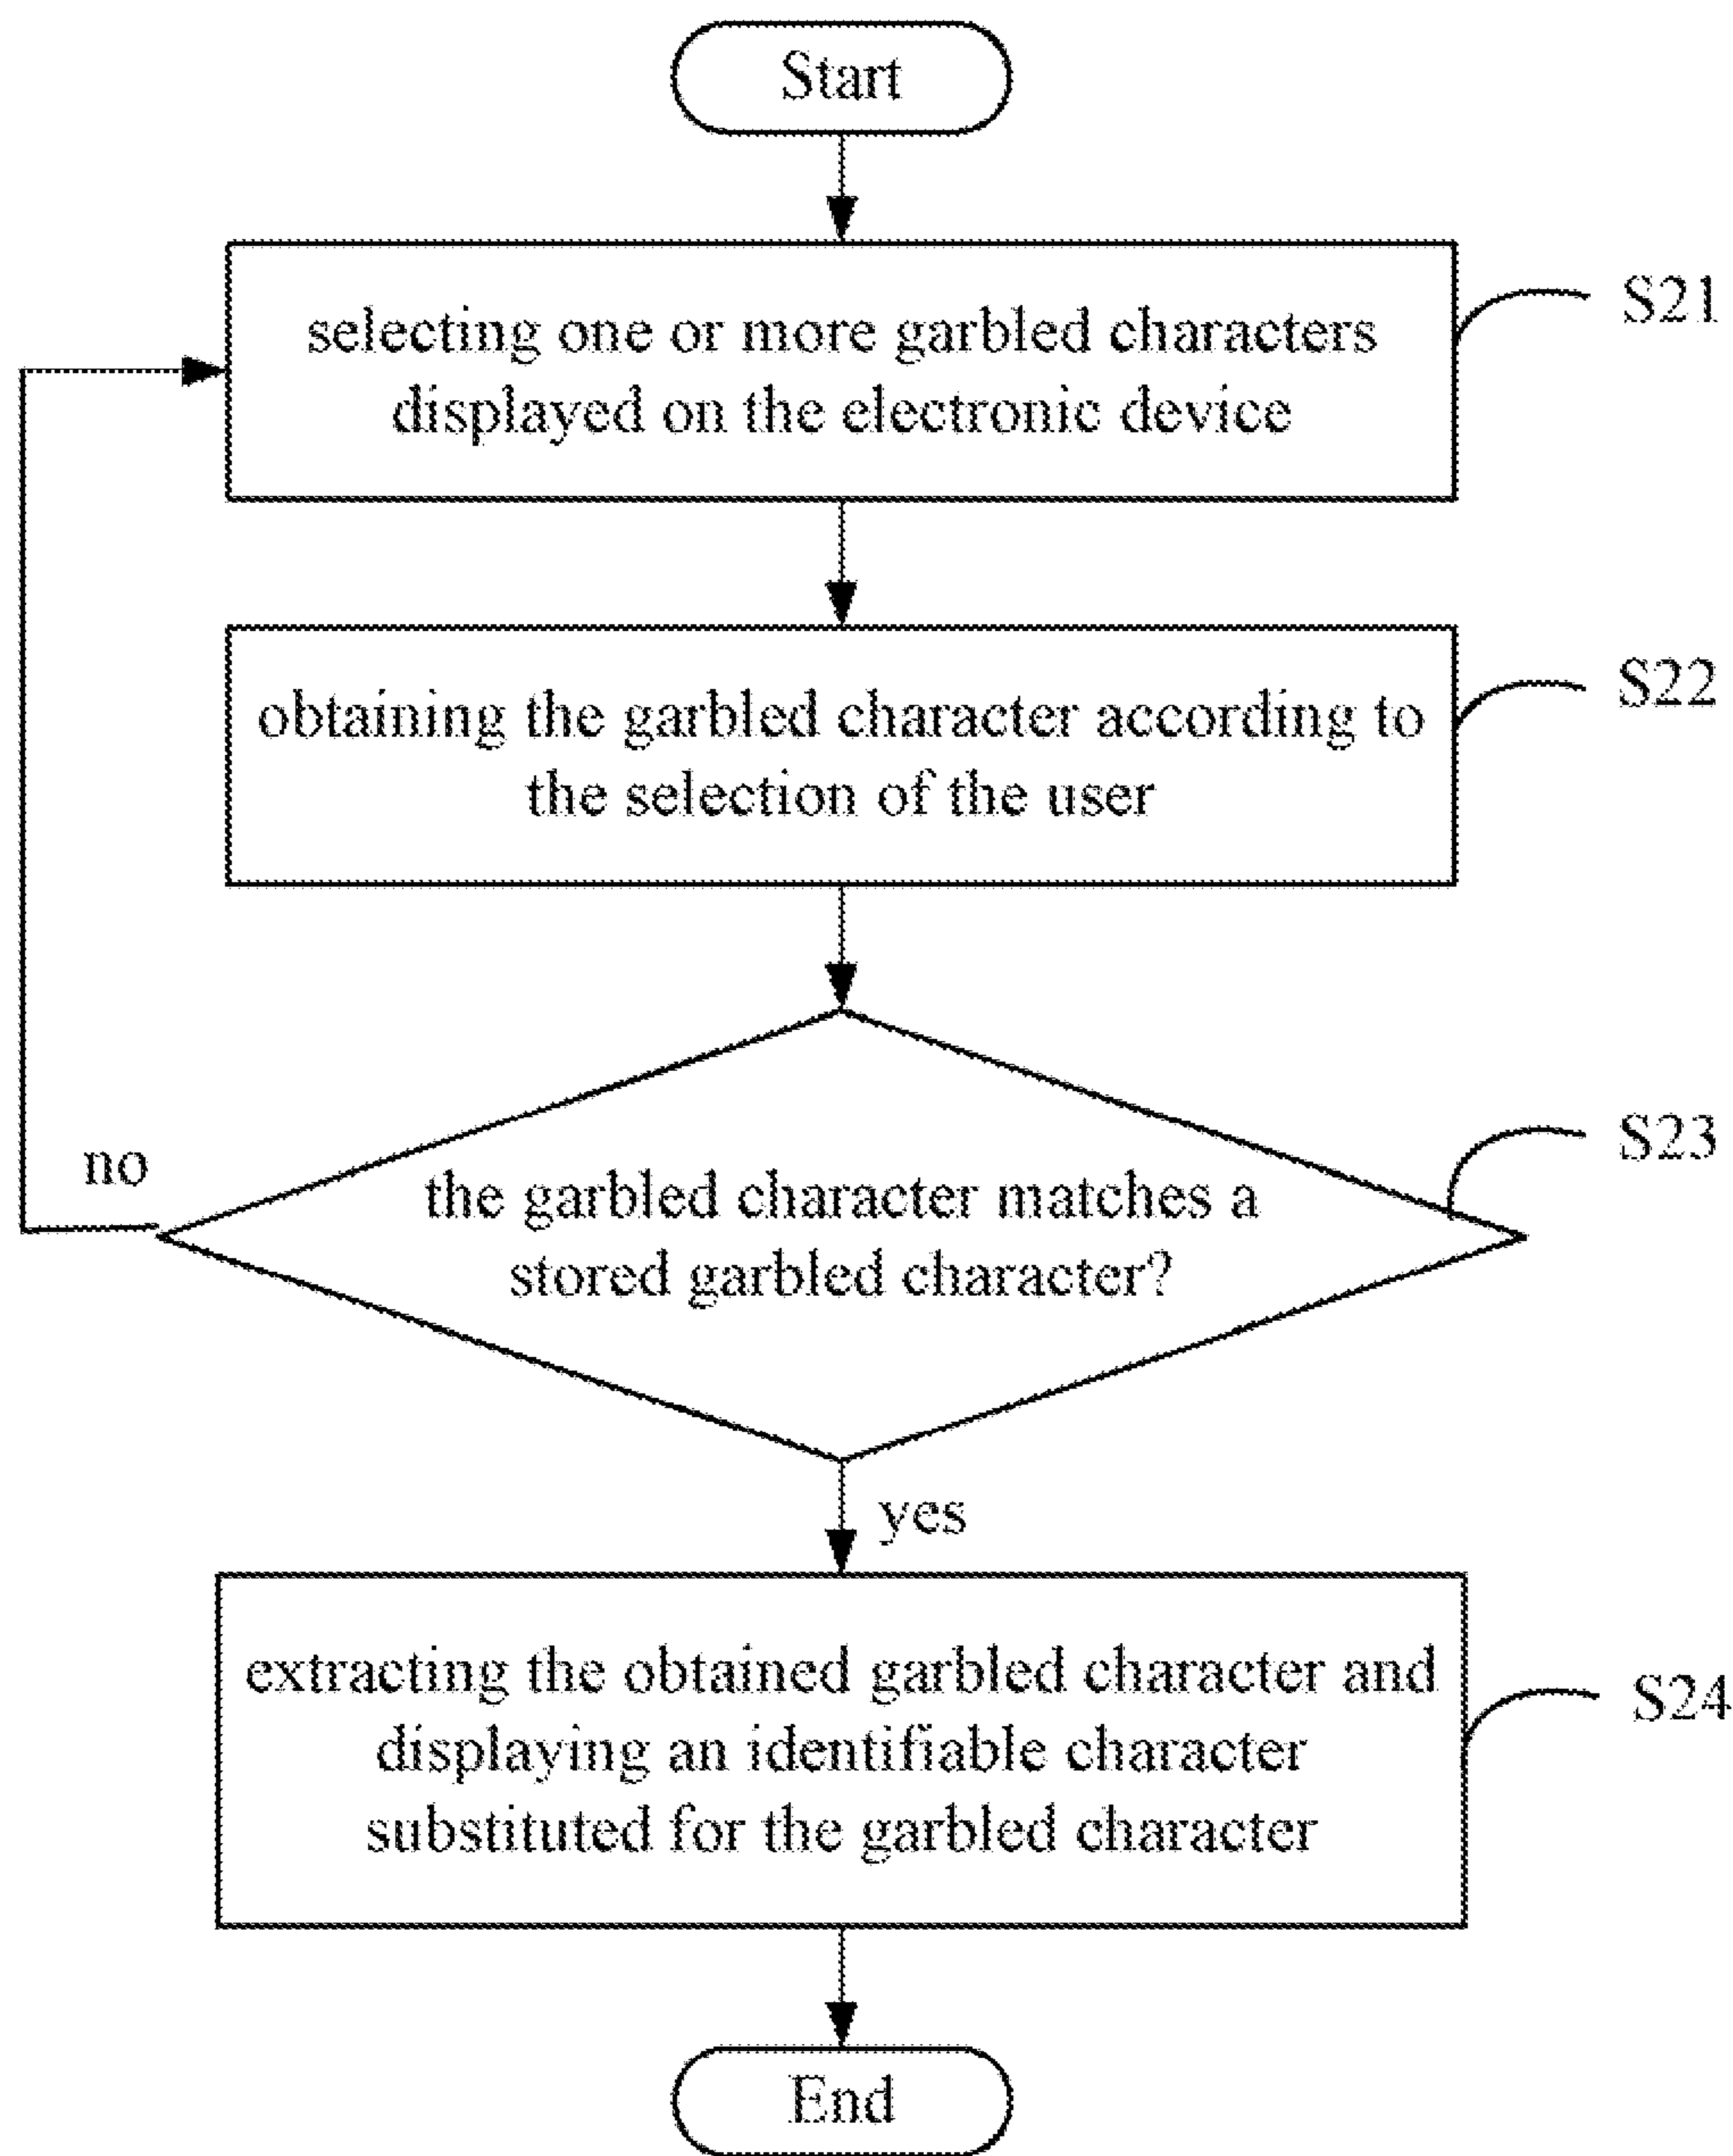 Start
selecting one or more garbled characters
displayed on the electronic device
S21
obtaining the garbled character according to
the selection of the user
S22
the garbled character matches a
stored garbled character?
S23
no
yes
extracting the obtained garbled character and
displaying an identifiable character
substituted for the garbled character
S24
End